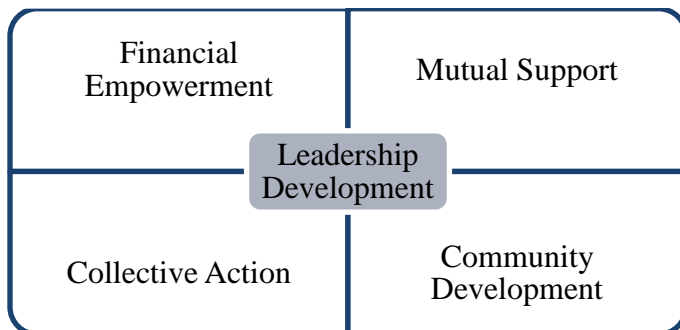 Financial
Empowerment
Mutual Support
Leadership
Development
Collective Action
Community
Development